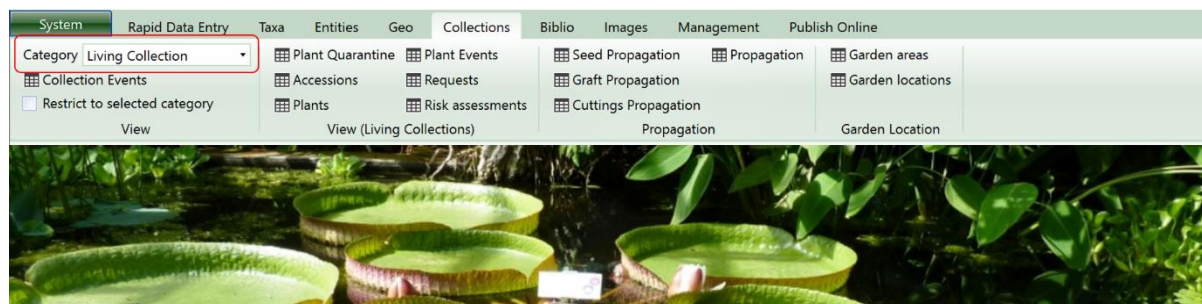 System Rapid Data Entry Taxa Entities Geo Collections Biblio Images Management Publish Online
Category Living Collection
Collection Events
Restrict to selected category
View
Plant Quarantine Plant Events
Accessions Requests
Plants Risk assessments
View (Living Collections)
Seed Propagation Propagation
Graft Propagation
Cuttings Propagation
Propagation
Garden areas
Garden locations
Garden Location